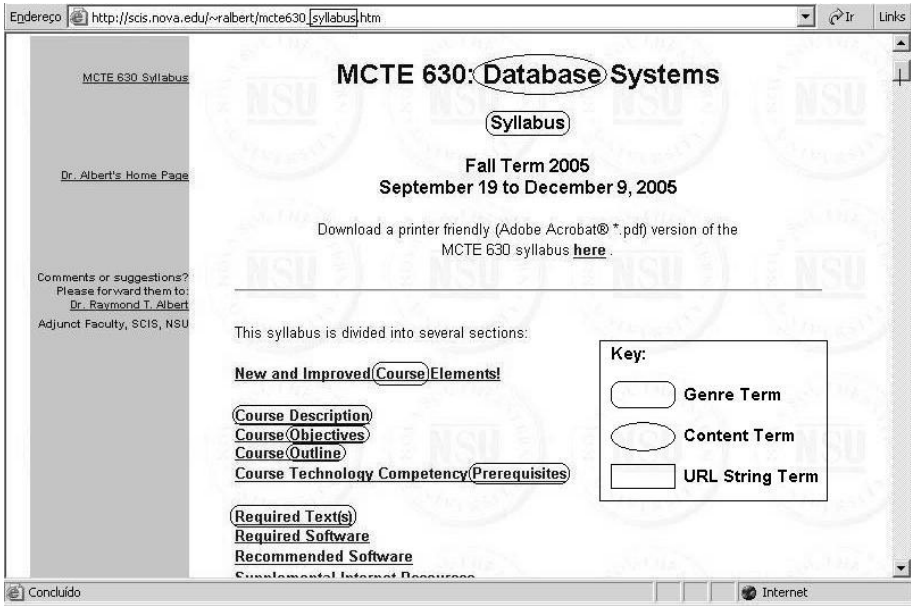 Endereço http://scis.nova.edu/~ralbert/mcte630_syllabus.htm Ir Links
MCTE 630 Syllabus
Dr. Albert's Home Page
Comments or suggestions?
Please forward them to:
Dr. Raymond T. Albert
Adjunct Faculty, SCIS, NSU
MCTE 630: Database Systems
Syllabus
Fall Term 2005
September 19 to December 9, 2005
Download a printer friendly (Adobe Acrobat® *.pdf) version of the
MCTE 630 syllabus here .
This syllabus is divided into several sections:
New and Improved Course Elements!
Course Description
Course Objectives
Course Outline
Course Technology Competency Prerequisites
Required Text(s)
Required Software
Recommended Software
Supplemental Internet Resources
Key:
Genre Term
Content Term
URL String Term
Concluído Internet